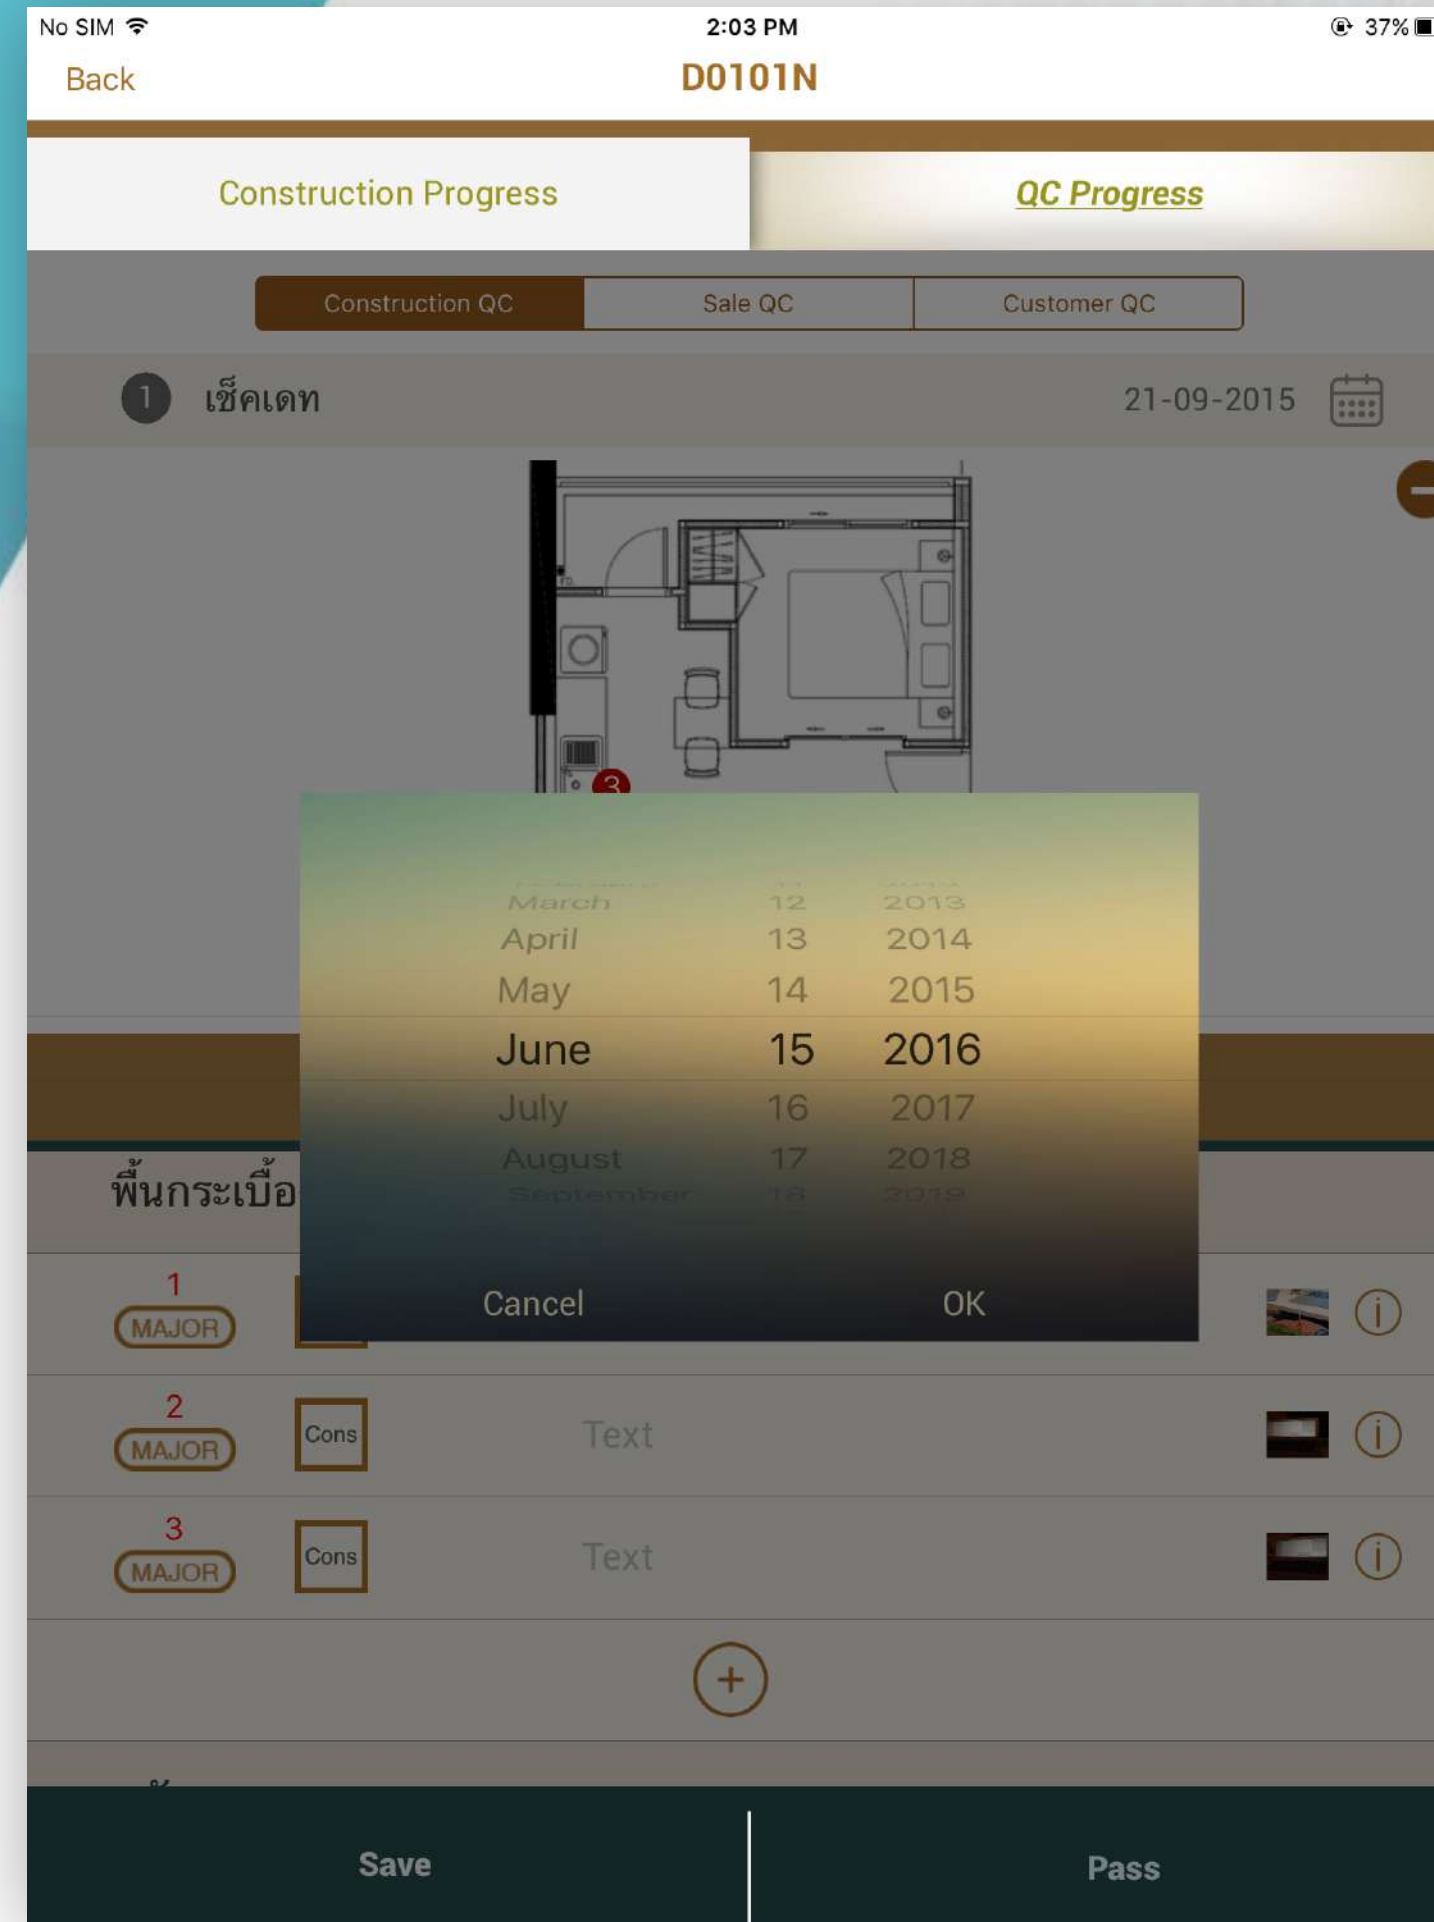 No SIM 2:03 PM 37%
Back D0101N
Construction Progress QC Progress
Construction QC Sale QC Customer QC
1 เช็คเดท 21-09-2015
3
March 12 2013
April 13 2014
May 14 2015
June 15 2016
July 16 2017
August 17 2018
September 18 2019
Cancel OK
พื้นกระเบื้อ
1
MAJOR
2
MAJOR Cons Text
3
MAJOR Cons Text
Save Pass